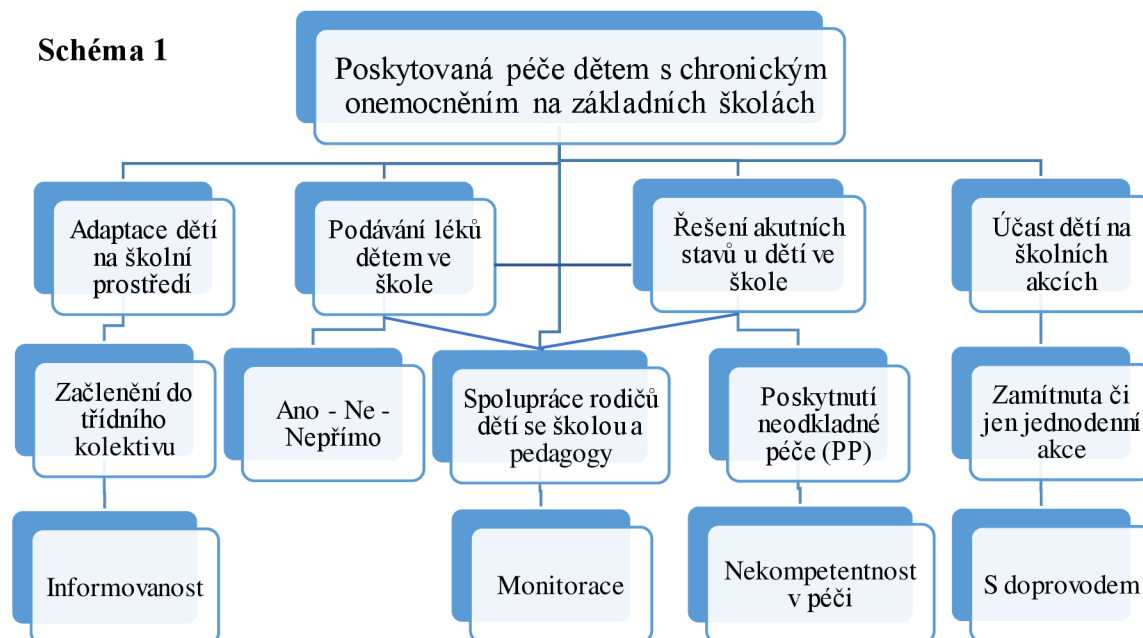 Schéma 1
Poskytovaná péče dětem s chronickým
onemocněním na základních školách
Adaptace dětí
na školní
prostředí
Podávání léků
dětem ve
škole
Řešení akutních
stavů u dětí ve
škole
Účast dětí na
školních
akcích
Začlenění do
třídního
kolektivu
Ano - Ne -
Nepřímo
Spolupráce rodičů
dětí se školou a
pedagogy
Poskytnutí
neodkladné
péče (PP)
Zamítnuta či
jen jednodenní
akce
Informovanost
Monitorace
Nekompetentnost
v péči
S doprovodem